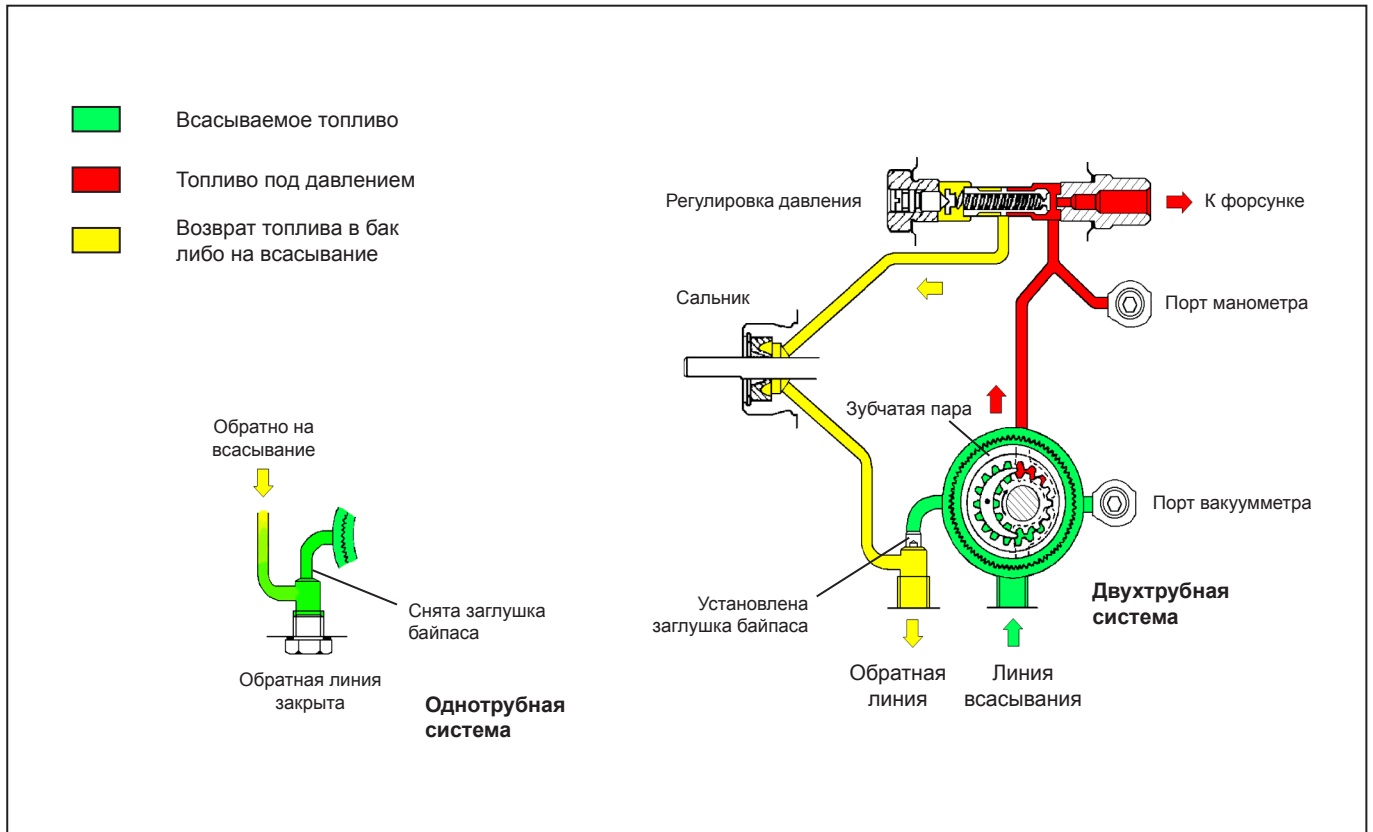 Всасываемое топливо
Топливо под давлением
Возврат топлива в бак
либо на всасывание
Регулировка давления
К форсунке
Сальник
Порт манометра
Зубчатая пара
Обратно на
всасывание
Порт вакуумметра
Снята заглушка
байпаса
Установлена
заглушка байпаса
Двухтрубная
система
Обратная
линия
Линия
всасывания
Обратная линия
закрыта
Однотрубная
система